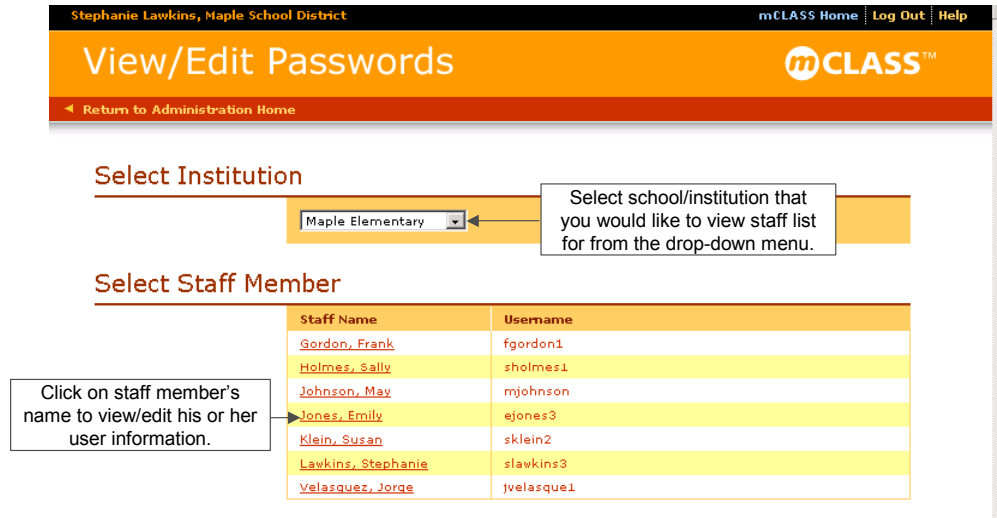 Stephanie Lawkins, Maple School District mCLASS Home Log Out Help
View/Edit Passwords mCLASS™
Return to Administration Home
Select Institution
Maple Elementary
Select school/institution that
you would like to view staff list
for from the drop-down menu.
Select Staff Member
Staff Name Username
Gordon, Frank fgordon1
Holmes, Sally sholmes1
Johnson, May mjohnson
Jones, Emily ejones3
Klein, Susan sklein2
Lawkins, Stephanie slawkins3
Velasquez, Jorge jvelasque1
Click on staff member's
name to view/edit his or her
user information.